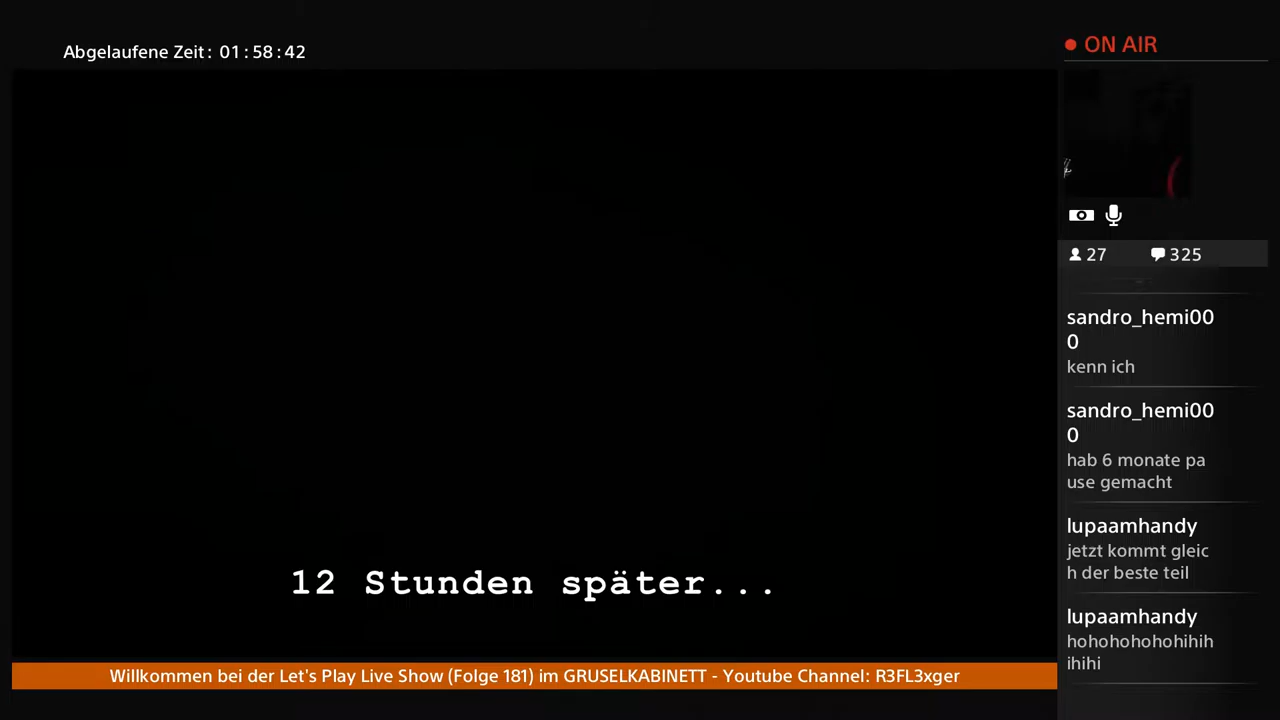 Abgelaufene Zeit: 01:58:42
ON AIR
27 325
sandro_hemi00
0
kenn ich
sandro_hemi00
0
hab 6 monate pa
use gemacht
lupaamhandy
jetzt kommt gleic
h der beste teil
lupaamhandy
hohohohohohihih
ihihi
12 Stunden später...
Willkommen bei der Let's Play Live Show (Folge 181) im GRUSELKABINETT - Youtube Channel: R3FL3xger